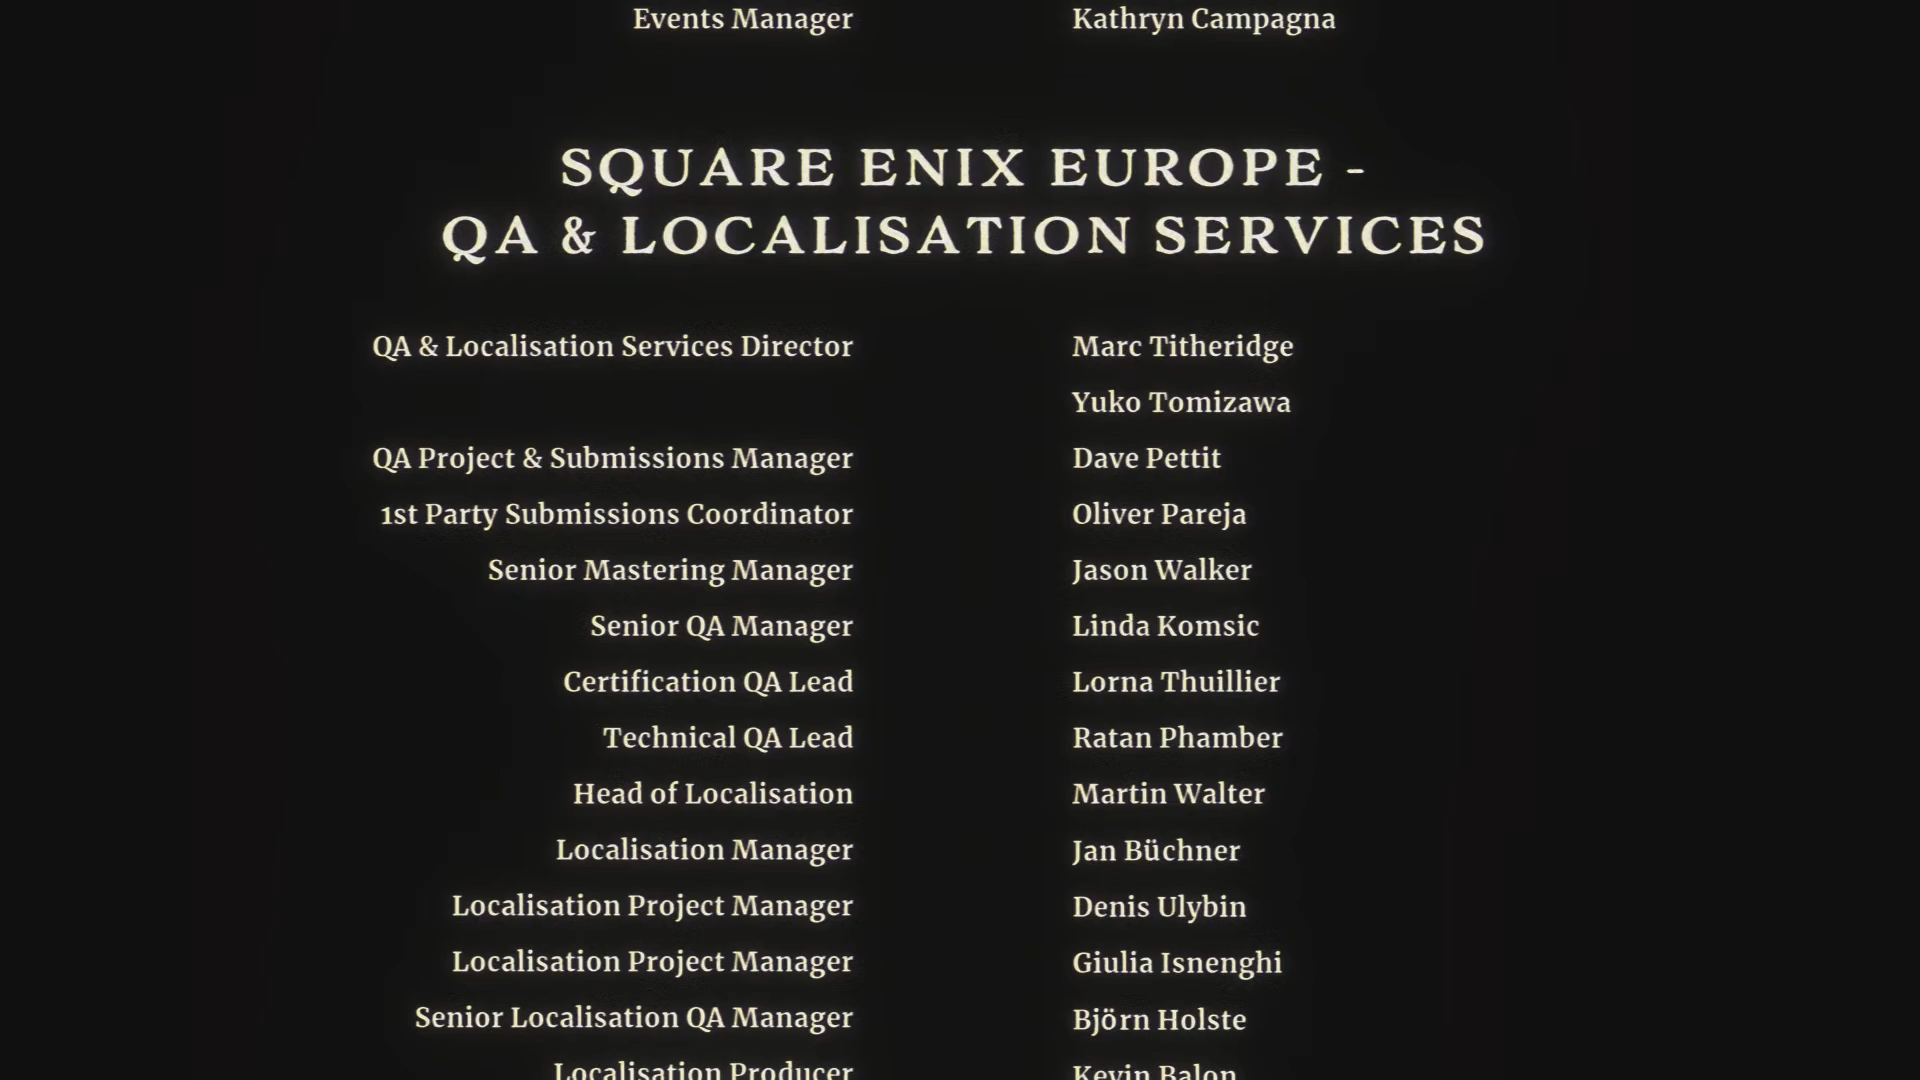 Events Manager Kathryn Campagna
SQUARE ENIX EUROPE -
QA & LOCALISATION SERVICES
QA & Localisation Services Director Marc Titheridge
Yuko Tomizawa
QA Project & Submissions Manager Dave Pettit
1st Party Submissions Coordinator Oliver Pareja
Senior Mastering Manager Jason Walker
Senior QA Manager Linda Komsic
Certification QA Lead Lorna Thuillier
Technical QA Lead Ratan Phamber
Head of Localisation Martin Walter
Localisation Manager Jan Büchner
Localisation Project Manager Denis Ulybin
Localisation Project Manager Giulia Isnenghi
Senior Localisation QA Manager Björn Holste
Localisation Producer Kevin Balon